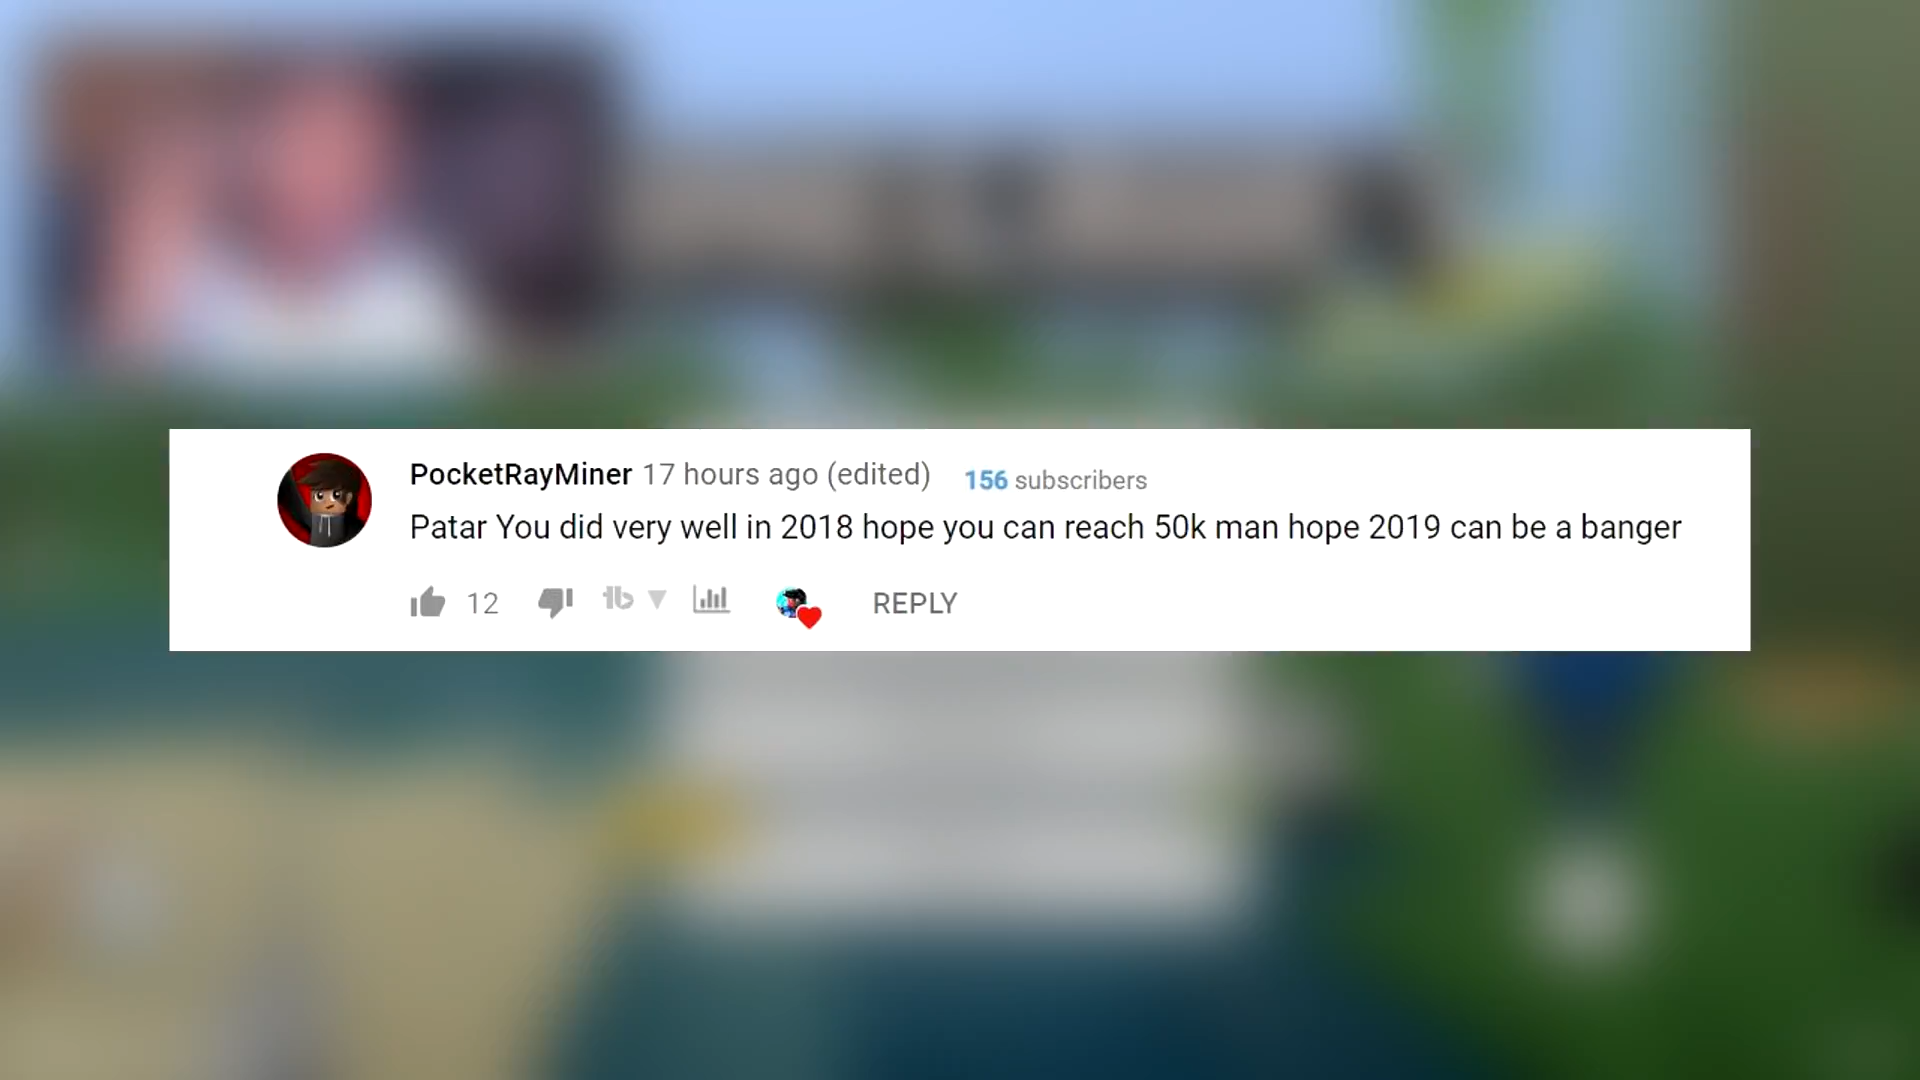 PocketRayMiner 17 hours ago (edited) 156 subscribers
Patar You did very well in 2018 hope you can reach 50k man hope 2019 can be a banger
12 tb REPLY